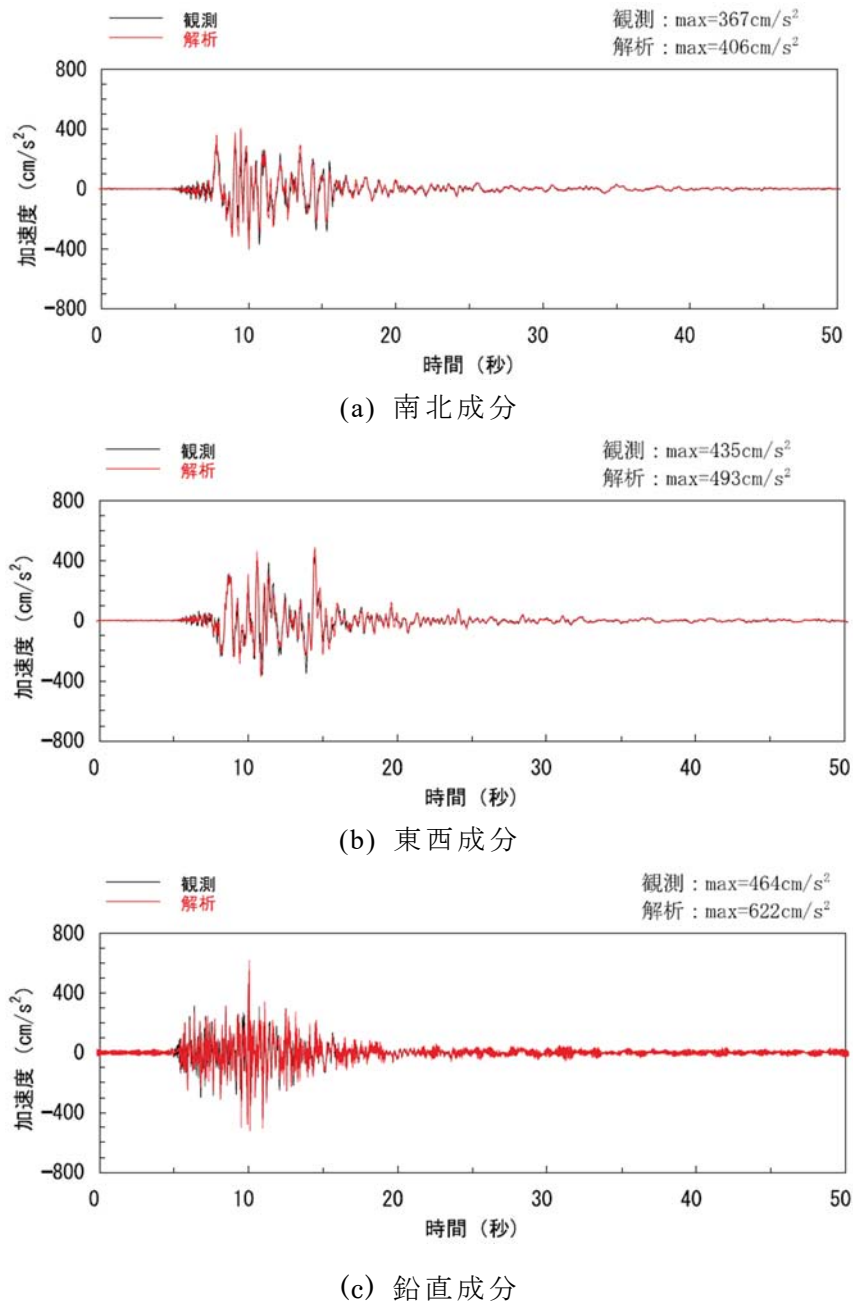 観測 観測：max=367cm/s²
解析 解析：max=406cm/s²
800
400
0
-400
-800
加速度 (cm/s²)
0 10 20 30 40 50
時間 (秒)
(a) 南北成分
観測 観測：max=435cm/s²
解析 解析：max=493cm/s²
800
400
0
-400
-800
加速度 (cm/s²)
0 10 20 30 40 50
時間 (秒)
(b) 東西成分
観測 観測：max=464cm/s²
解析 解析：max=622cm/s²
800
400
0
-400
-800
加速度 (cm/s²)
0 10 20 30 40 50
時間 (秒)
(c) 鉛直成分